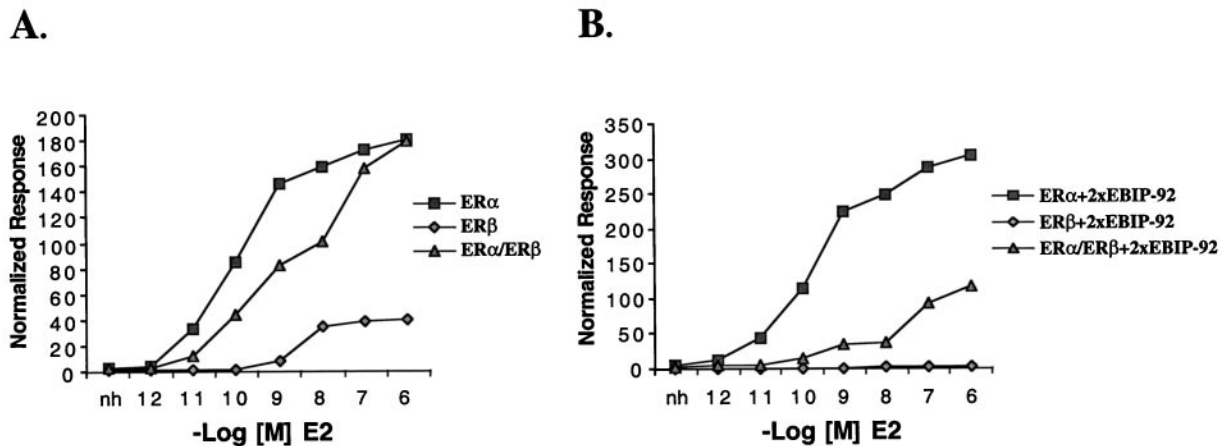 A.
B.
Normalized Response
200
180
160
140
120
100
80
60
40
20
0
nh 12 11 10 9 8 7 6
-Log [M] E2
ERα
ERβ
ERα/ERβ
Normalized Response
350
300
250
200
150
100
50
0
nh 12 11 10 9 8 7 6
-Log [M] E2
ERα+2xEBIP-92
ERβ+2xEBIP-92
ERα/ERβ+2xEBIP-92